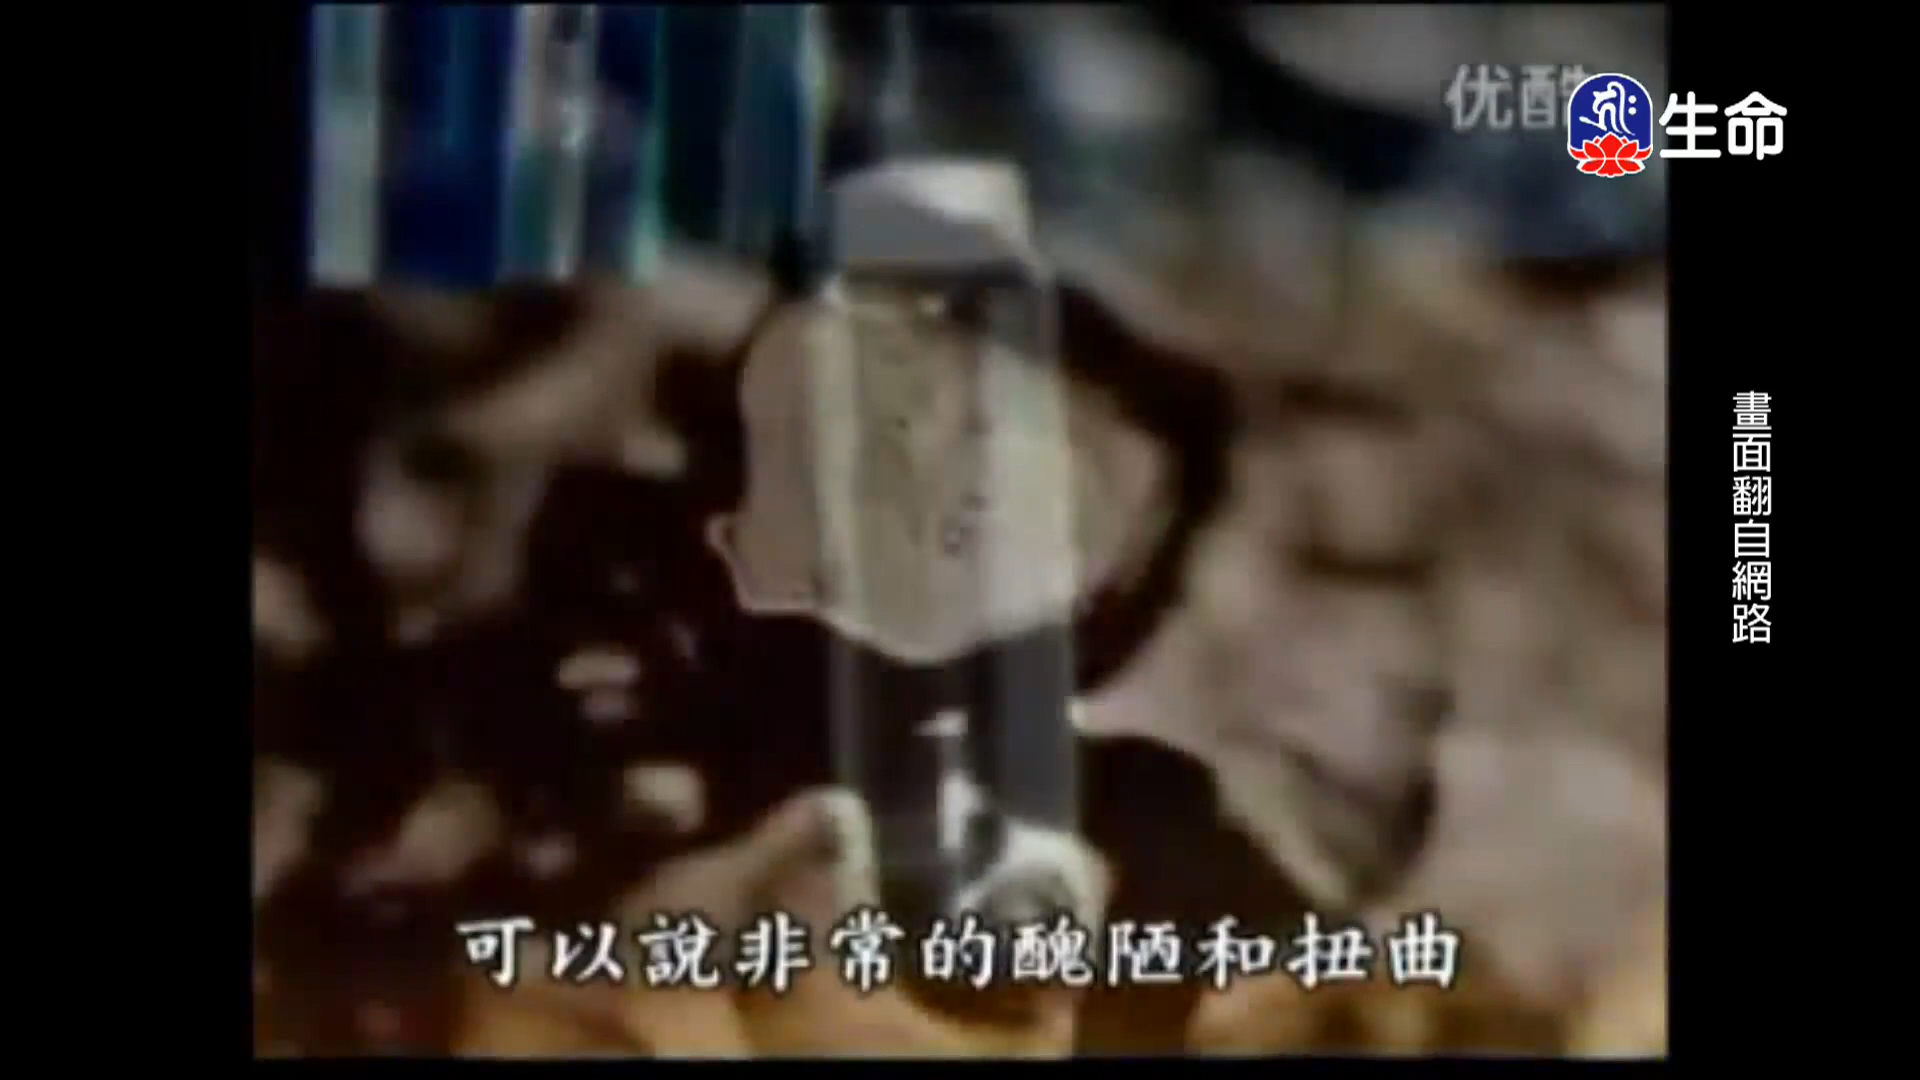 优酷
生命
畫面翻自網路
可以說非常的醜陋和扭曲